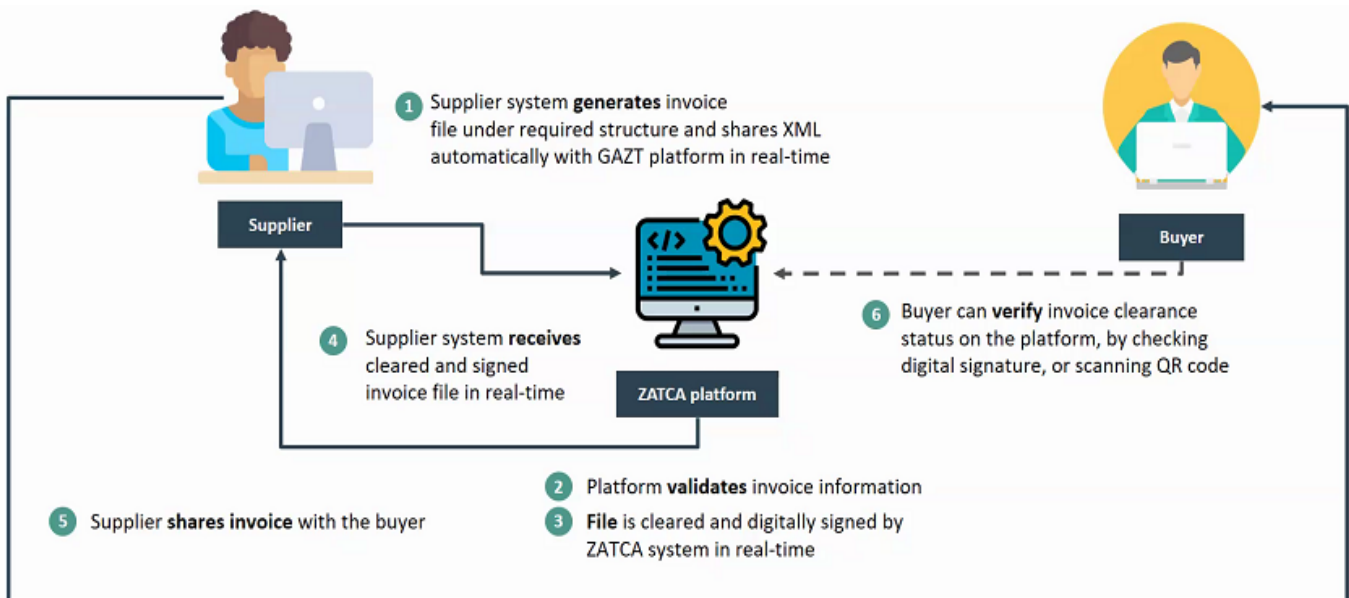 1 Supplier system generates invoice
file under required structure and shares XML
automatically with GAZT platform in real-time
Supplier
Buyer
</>
4 Supplier system receives
cleared and signed
invoice file in real-time
ZATCA platform
6 Buyer can verify invoice clearance
status on the platform, by checking
digital signature, or scanning QR code
2 Platform validates invoice information
3 File is cleared and digitally signed by
ZATCA system in real-time
5 Supplier shares invoice with the buyer